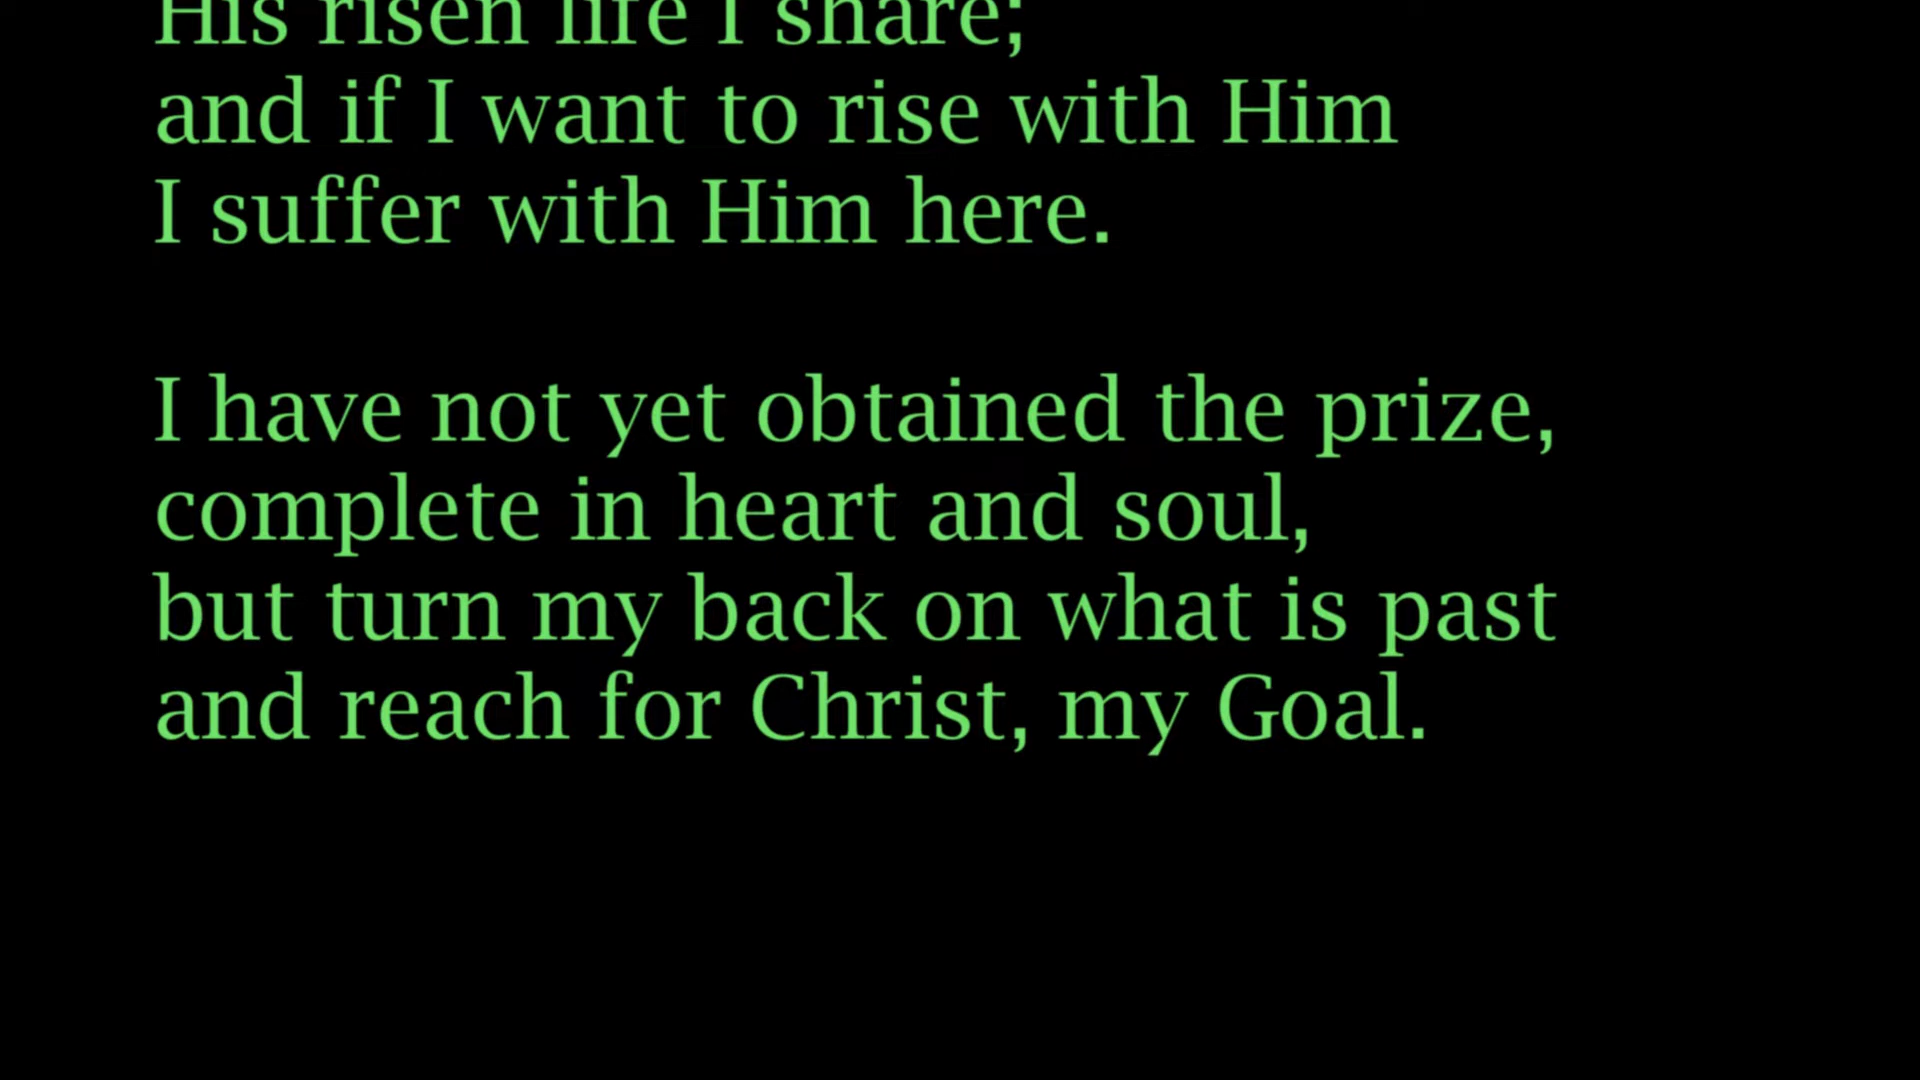 His risen life I share;
and if I want to rise with Him
I suffer with Him here.
I have not yet obtained the prize,
complete in heart and soul,
but turn my back on what is past
and reach for Christ, my Goal.